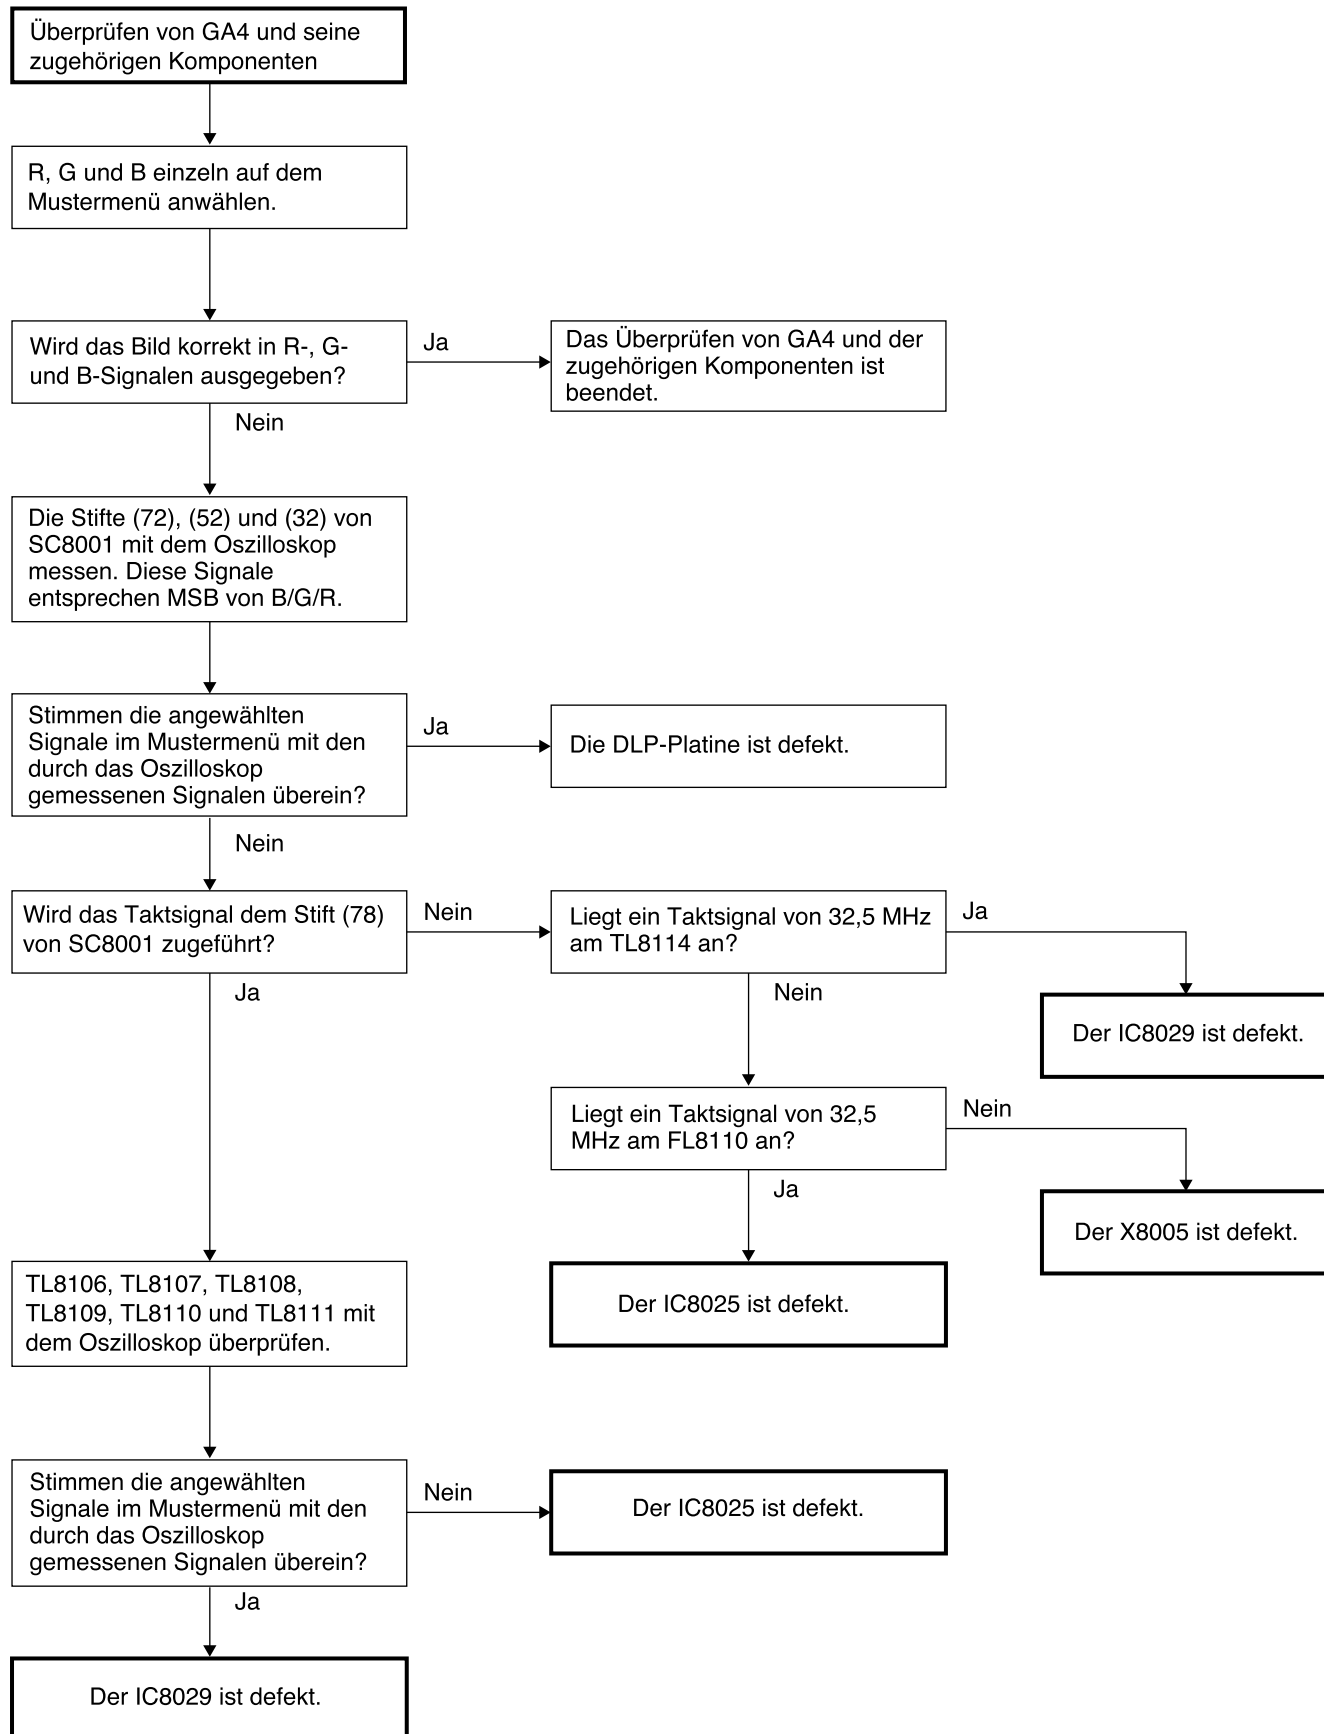 Überprüfen von GA4 und seine
zugehörigen Komponenten
R, G und B einzeln auf dem
Mustermenü anwählen.
Wird das Bild korrekt in R-, G-
und B-Signalen ausgegeben?
Ja
Das Überprüfen von GA4 und der
zugehörigen Komponenten ist
beendet.
Nein
Die Stifte (72), (52) und (32) von
SC8001 mit dem Oszilloskop
messen. Diese Signale
entsprechen MSB von B/G/R.
Stimmen die angewählten
Signale im Mustermenü mit den
durch das Oszilloskop
gemessenen Signalen überein?
Ja
Die DLP-Platine ist defekt.
Nein
Wird das Taktsignal dem Stift (78)
von SC8001 zugeführt?
Nein
Liegt ein Taktsignal von 32,5 MHz
am TL8114 an?
Ja
Ja
Nein
Der IC8029 ist defekt.
Liegt ein Taktsignal von 32,5
MHz am FL8110 an?
Nein
Ja
Der X8005 ist defekt.
TL8106, TL8107, TL8108,
TL8109, TL8110 und TL8111 mit
dem Oszilloskop überprüfen.
Der IC8025 ist defekt.
Stimmen die angewählten
Signale im Mustermenü mit den
durch das Oszilloskop
gemessenen Signalen überein?
Nein
Der IC8025 ist defekt.
Ja
Der IC8029 ist defekt.